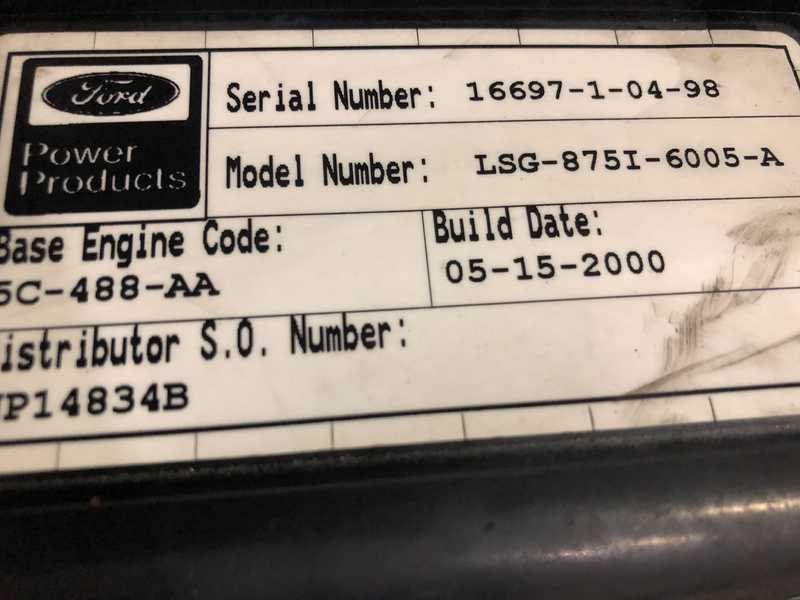 Ford
Power
Products
Serial Number: 16697-1-04-98
Model Number: LSG-875I-6005-A
Base Engine Code:
5C-488-AA
Build Date:
05-15-2000
istributor S.O. Number:
P14834B